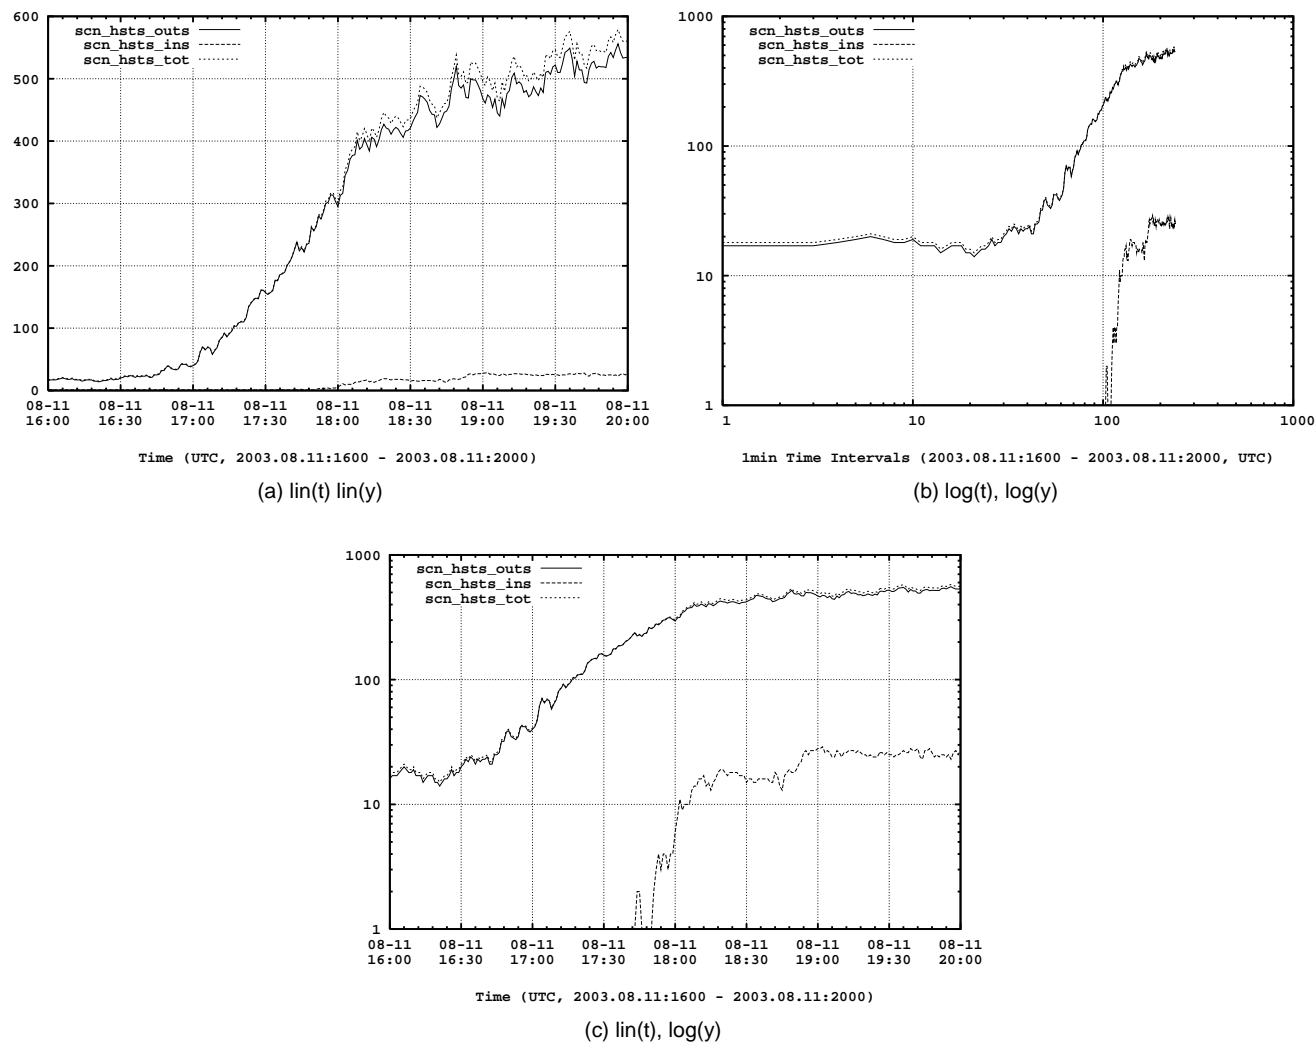 600
500
400
300
200
100
0
scn_hsts_outs
scn_hsts_ins
scn_hsts_tot
08-11 08-11 08-11 08-11 08-11 08-11 08-11 08-11 08-11
16:00 16:30 17:00 17:30 18:00 18:30 19:00 19:30 20:00
Time (UTC, 2003.08.11:1600 - 2003.08.11:2000)
(a) lin(t) lin(y)
1000
100
10
1
scn_hsts_outs
scn_hsts_ins
scn_hsts_tot
1 10 100 1000
1min Time Intervals (2003.08.11:1600 - 2003.08.11:2000, UTC)
(b) log(t), log(y)
1000
100
10
1
scn_hsts_outs
scn_hsts_ins
scn_hsts_tot
08-11 08-11 08-11 08-11 08-11 08-11 08-11 08-11 08-11
16:00 16:30 17:00 17:30 18:00 18:30 19:00 19:30 20:00
Time (UTC, 2003.08.11:1600 - 2003.08.11:2000)
(c) lin(t), log(y)